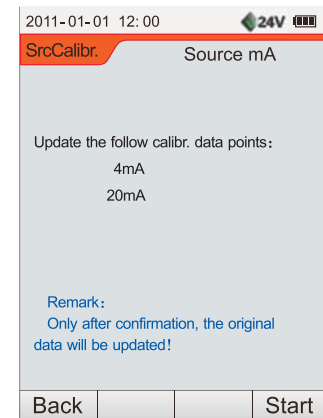 2011-01-01 12:00 24V
SrcCalibr. Source mA
Update the follow calibr. data points:
4mA
20mA
Remark:
Only after confirmation, the original
data will be updated!
Back Start